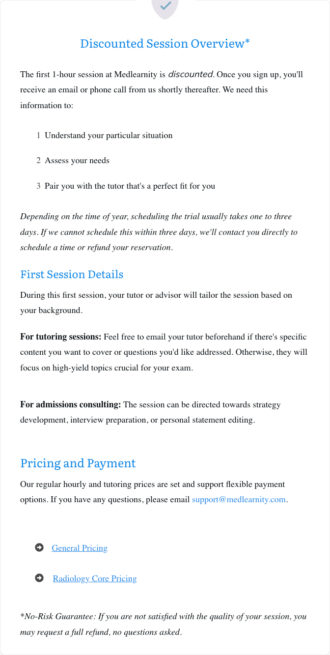 Discounted Session Overview*
The first 1-hour session at Medlearnity is discounted. Once you sign up, you'll
receive an email or phone call from us shortly thereafter. We need this
information to:
1 Understand your particular situation
2 Assess your needs
3 Pair you with the tutor that's a perfect fit for you
Depending on the time of year, scheduling the trial usually takes one to three
days. If we cannot schedule this within three days, we'll contact you directly to
schedule a time or refund your reservation.
First Session Details
During this first session, your tutor or advisor will tailor the session based on
your background.
For tutoring sessions: Feel free to email your tutor beforehand if there's specific
content you want to cover or questions you'd like addressed. Otherwise, they will
focus on high-yield topics crucial for your exam.
For admissions consulting: The session can be directed towards strategy
development, interview preparation, or personal statement editing.
Pricing and Payment
Our regular hourly and tutoring prices are set and support flexible payment
options. If you have any questions, please email support@medlearnity.com.
General Pricing
Radiology Core Pricing
*No-Risk Guarantee: If you are not satisfied with the quality of your session, you
may request a full refund, no questions asked.